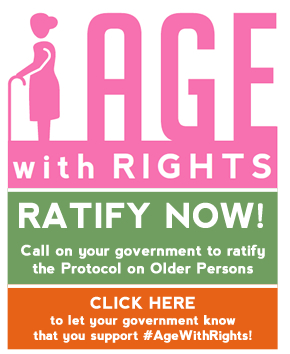 AGE
with RIGHTS
RATIFY NOW!
Call on your government to ratify
the Protocol on Older Persons
CLICK HERE
to let your government know
that you support #AgeWithRights!